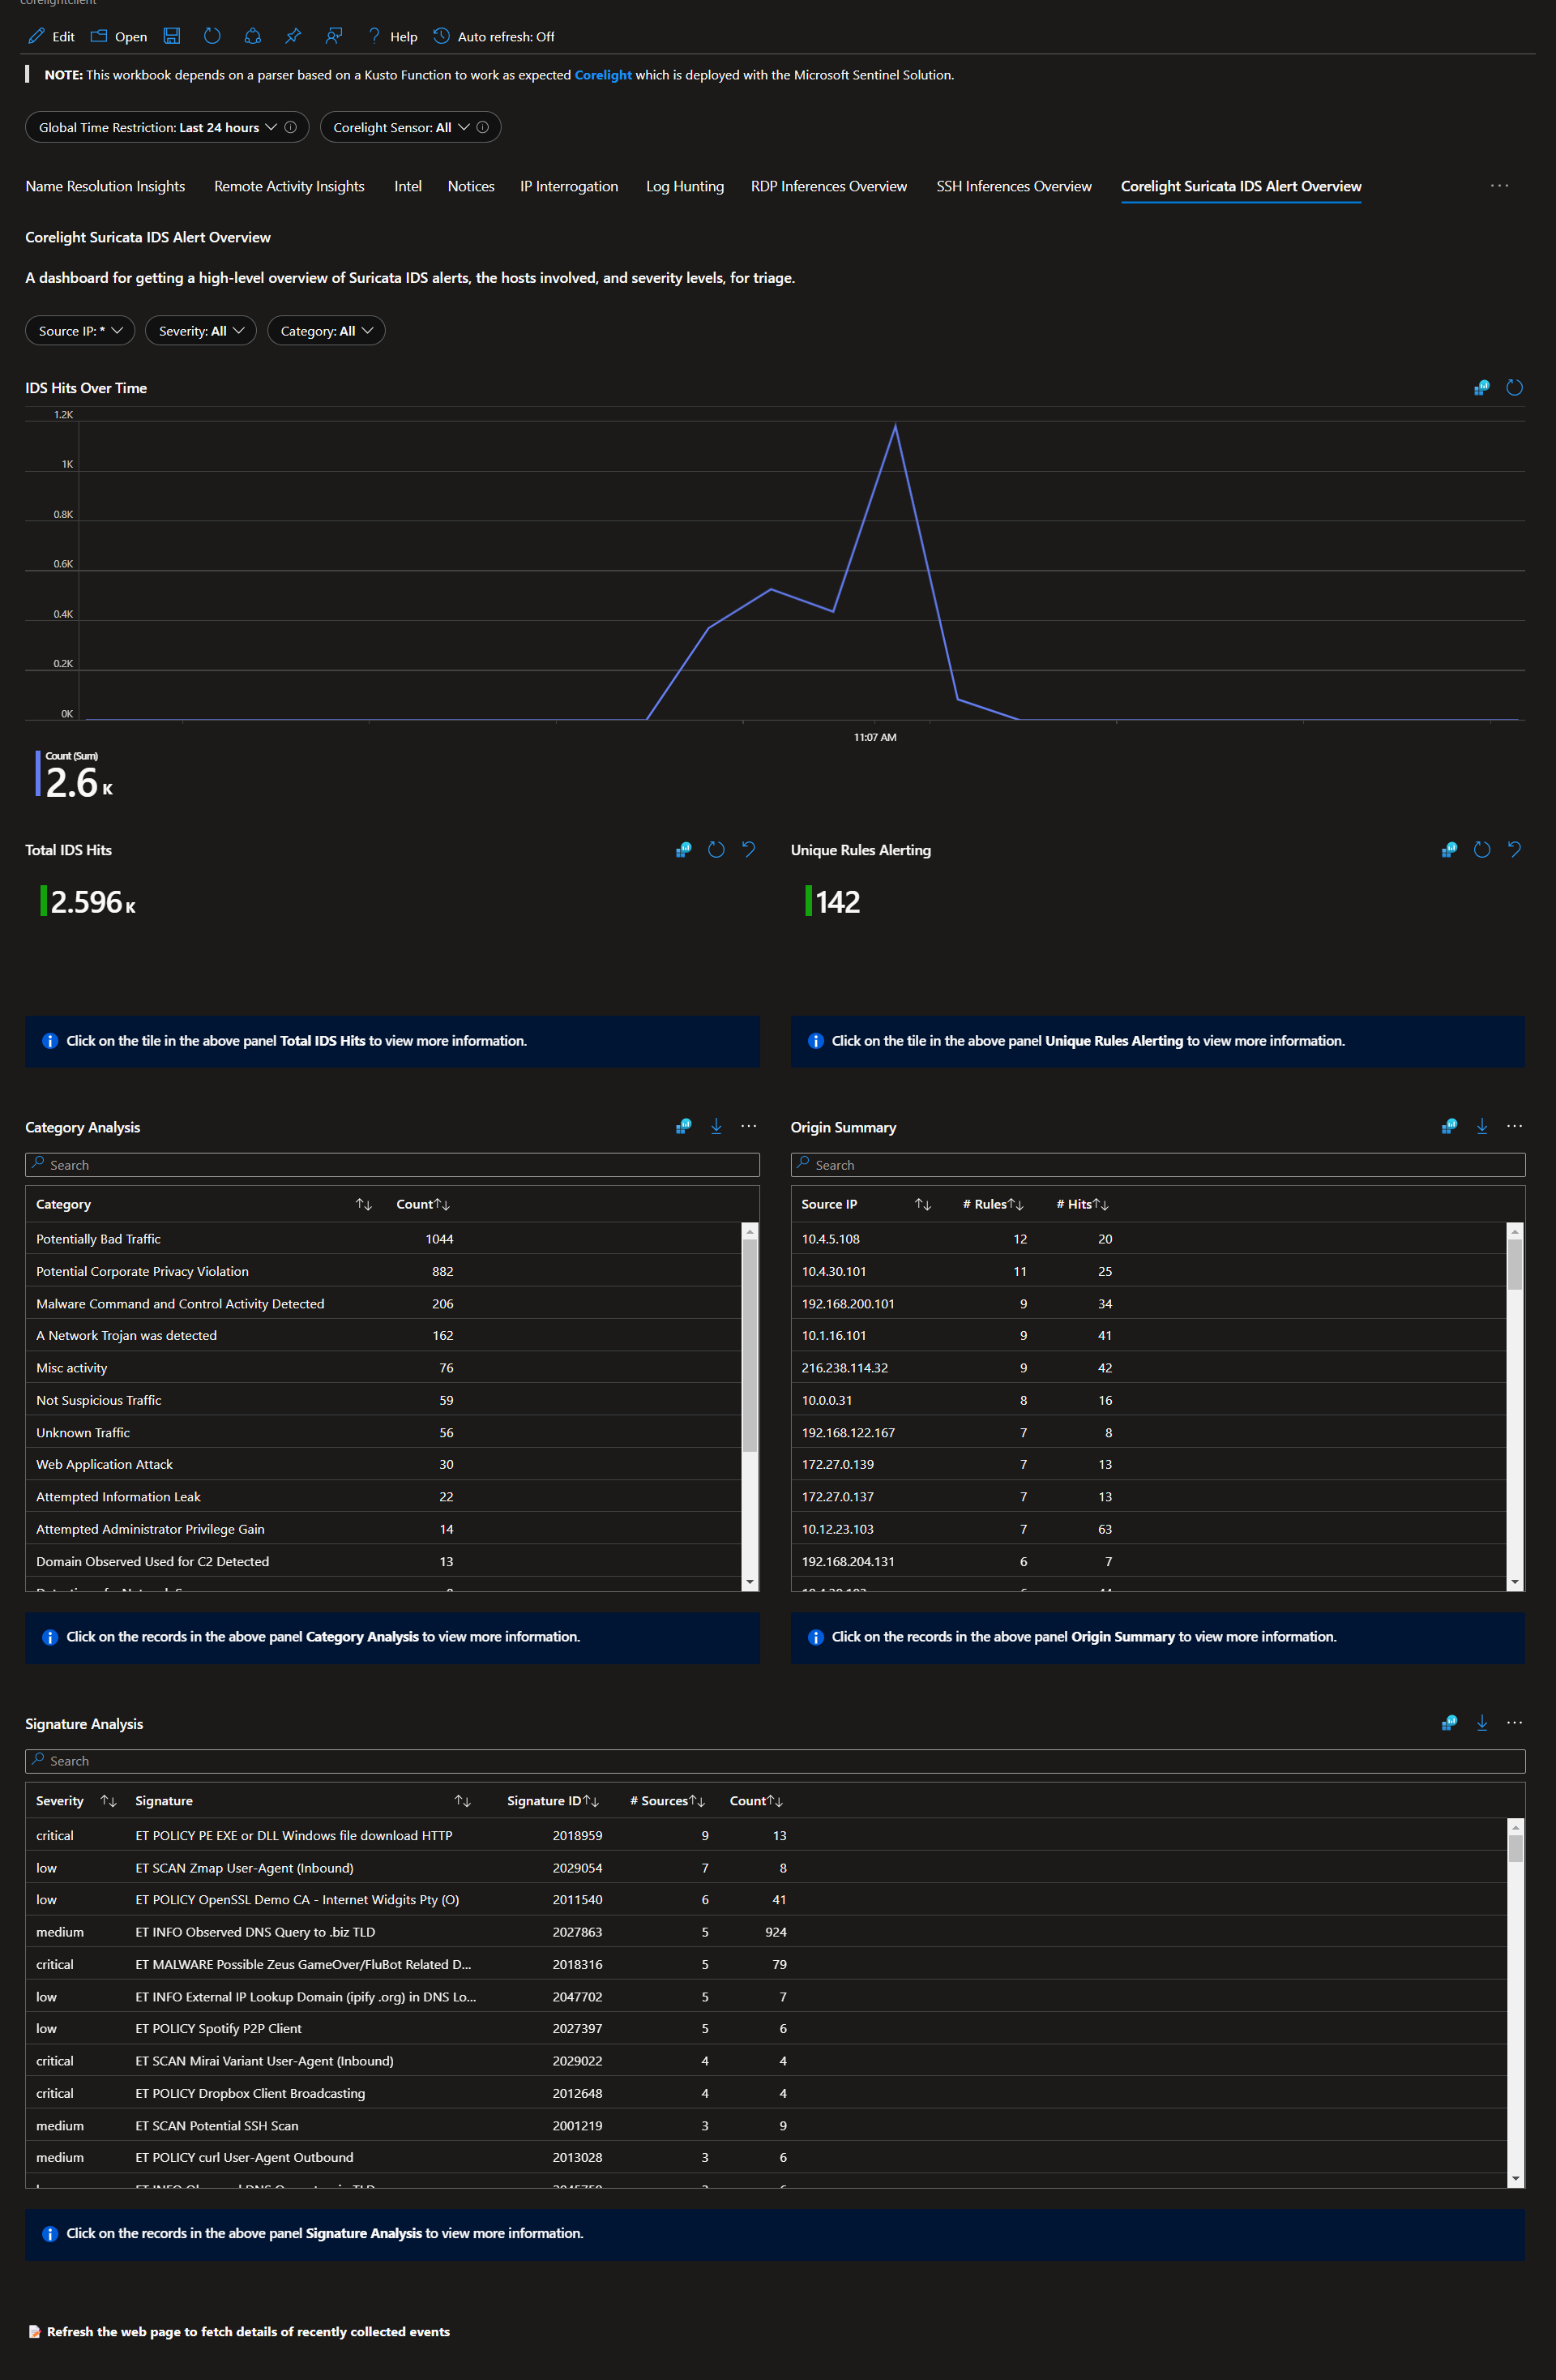 corelightclient
Edit Open Help Auto refresh: Off
NOTE: This workbook depends on a parser based on a Kusto Function to work as expected Corelight which is deployed with the Microsoft Sentinel Solution.
Global Time Restriction: Last 24 hours Corelight Sensor: All
Name Resolution Insights Remote Activity Insights Intel Notices IP Interrogation Log Hunting RDP Inferences Overview SSH Inferences Overview Corelight Suricata IDS Alert Overview ...
Corelight Suricata IDS Alert Overview
A dashboard for getting a high-level overview of Suricata IDS alerts, the hosts involved, and severity levels, for triage.
Source IP: * Severity: All Category: All
IDS Hits Over Time
1.2K
1K
0.8K
0.6K
0.4K
0.2K
0K
11:07 AM
Count (Sum)
2.6 K
Total IDS Hits
2.596 K
Unique Rules Alerting
142
Click on the tile in the above panel Total IDS Hits to view more information.
Click on the tile in the above panel Unique Rules Alerting to view more information.
Category Analysis
Search
Category Count
Potentially Bad Traffic 1044
Potential Corporate Privacy Violation 882
Malware Command and Control Activity Detected 206
A Network Trojan was detected 162
Misc activity 76
Not Suspicious Traffic 59
Unknown Traffic 56
Web Application Attack 30
Attempted Information Leak 22
Attempted Administrator Privilege Gain 14
Domain Observed Used for C2 Detected 13
Origin Summary
Search
Source IP # Rules # Hits
10.4.5.108 12 20
10.4.30.101 11 25
192.168.200.101 9 34
10.1.16.101 9 41
216.238.114.32 9 42
10.0.0.31 8 16
192.168.122.167 7 8
172.27.0.139 7 13
172.27.0.137 7 13
10.12.23.103 7 63
192.168.204.131 6 7
Click on the records in the above panel Category Analysis to view more information.
Click on the records in the above panel Origin Summary to view more information.
Signature Analysis
Search
Severity Signature Signature ID # Sources Count
critical ET POLICY PE EXE or DLL Windows file download HTTP 2018959 9 13
low ET SCAN Zmap User-Agent (Inbound) 2029054 7 8
low ET POLICY OpenSSL Demo CA - Internet Widgits Pty (O) 2011540 6 41
medium ET INFO Observed DNS Query to .biz TLD 2027863 5 924
critical ET MALWARE Possible Zeus GameOver/FluBot Related D... 2018316 5 79
low ET INFO External IP Lookup Domain (ipify .org) in DNS Lo... 2047702 5 7
low ET POLICY Spotify P2P Client 2027397 5 6
critical ET SCAN Mirai Variant User-Agent (Inbound) 2029022 4 4
critical ET POLICY Dropbox Client Broadcasting 2012648 4 4
medium ET SCAN Potential SSH Scan 2001219 3 9
medium ET POLICY curl User-Agent Outbound 2013028 3 6
Click on the records in the above panel Signature Analysis to view more information.
Refresh the web page to fetch details of recently collected events